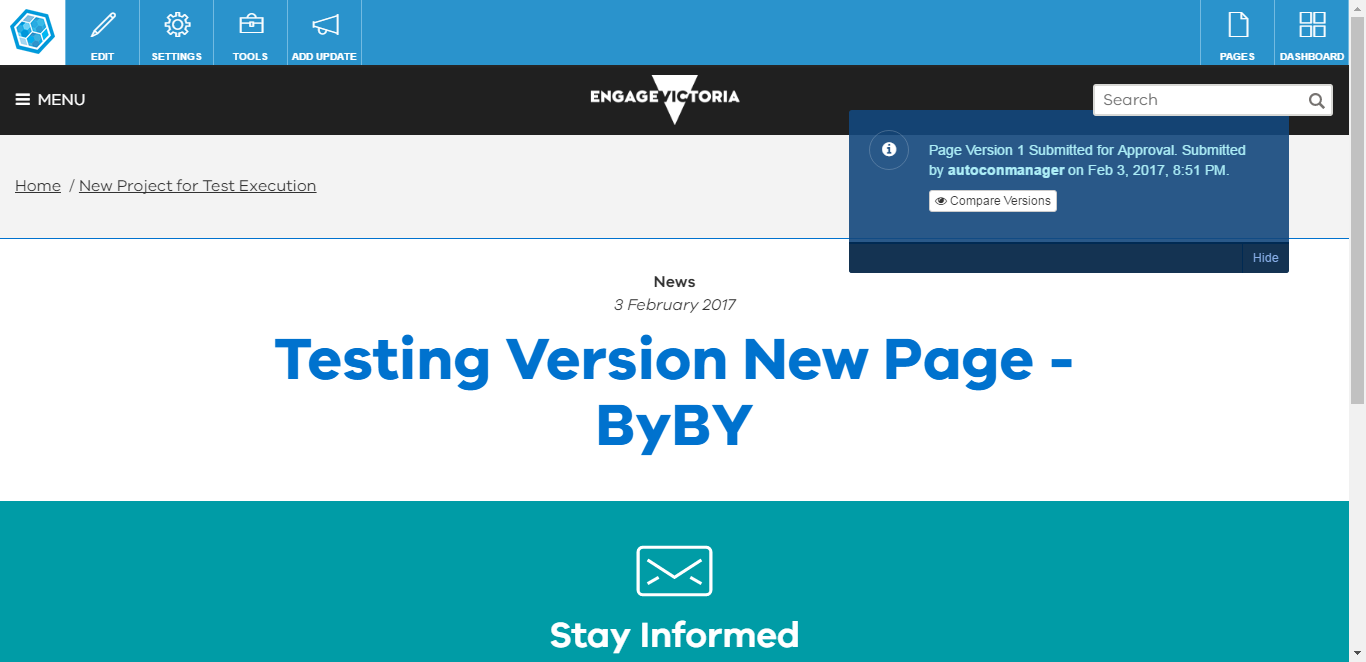 EDIT
SETTINGS
TOOLS
ADD UPDATE
PAGES
DASHBOARD
MENU
ENGAGEVICTORIA
Search
Page Version 1 Submitted for Approval. Submitted
by autoconmanager on Feb 3, 2017, 8:51 PM.
Compare Versions
Hide
Home / New Project for Test Execution
News
3 February 2017
Testing Version New Page -
ByBY
Stay Informed